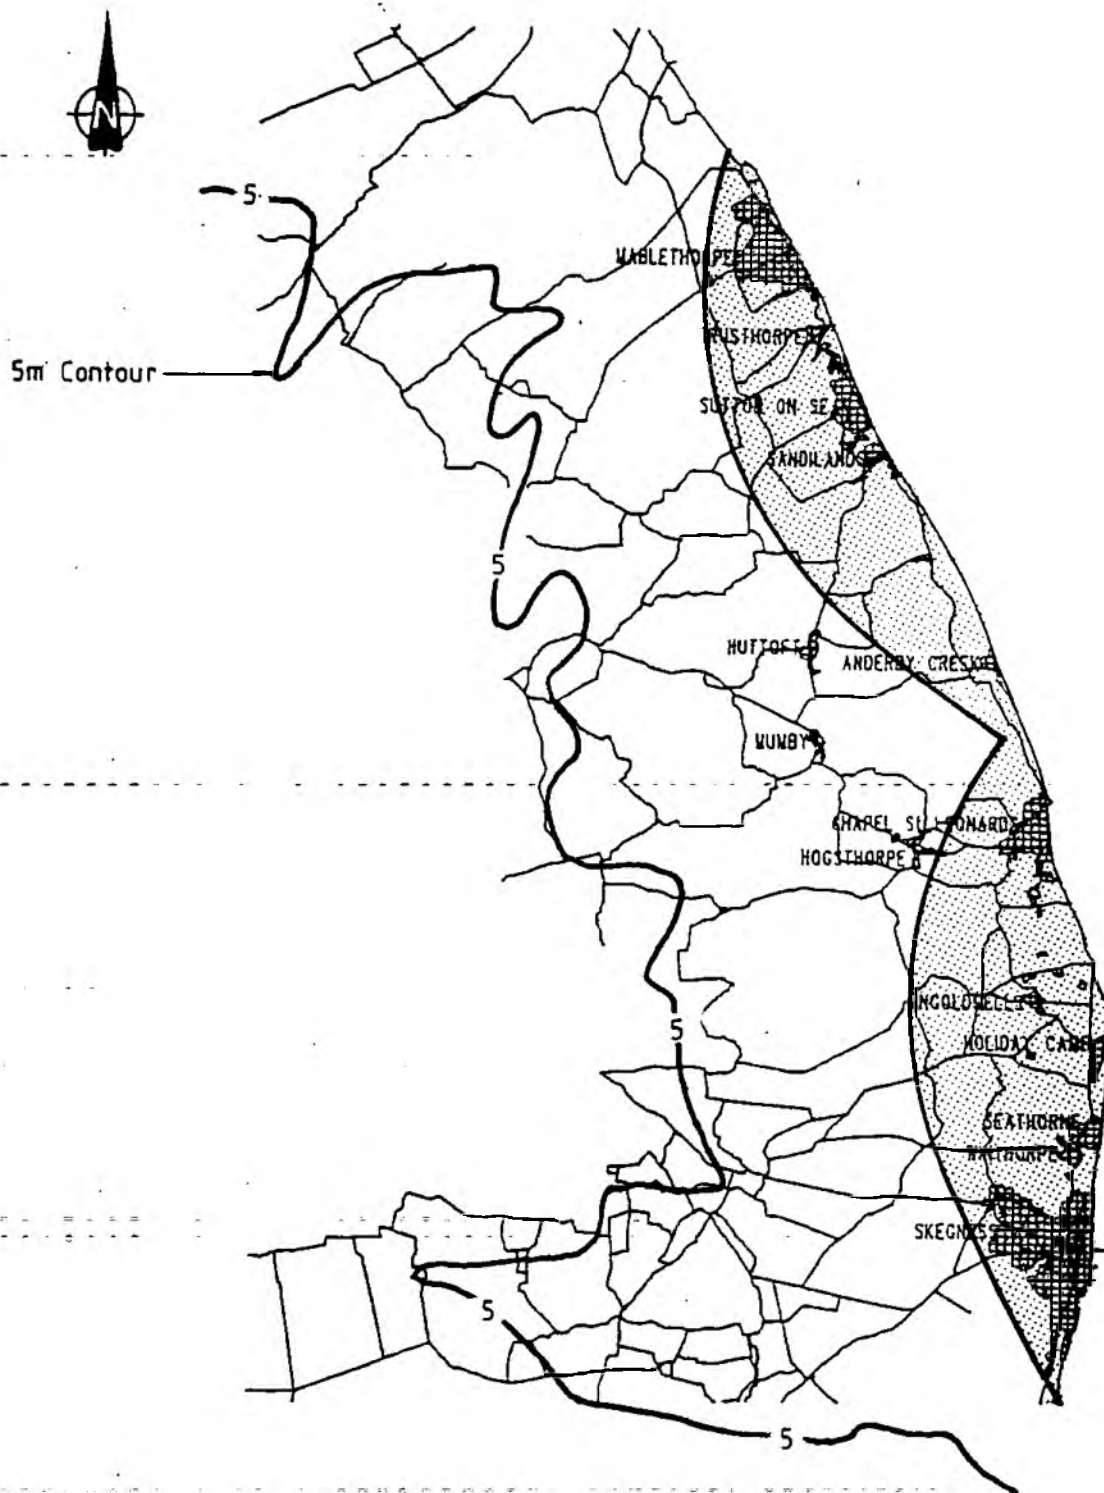 N
5
MABLETHORPE
TRUSTHORPE
5m Contour
SUTTON ON SEA
SANDILANDS
5
HUTTOFT
ANDERBY CREEK
MUMBY
CHAPEL ST LEONARDS
HOGSTHORPE
5
INGOLDMELLS
HOLIDAY CAMP
SEATHORNE
WINTHORPE
SKEGNESS
5
5